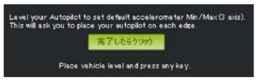 Level your Autopilot to set default accelerometer Min/Max (3 axis).
This will ask you to place your autopilot on each edge.
完了したらクリック
Place vehicle level and press any key.